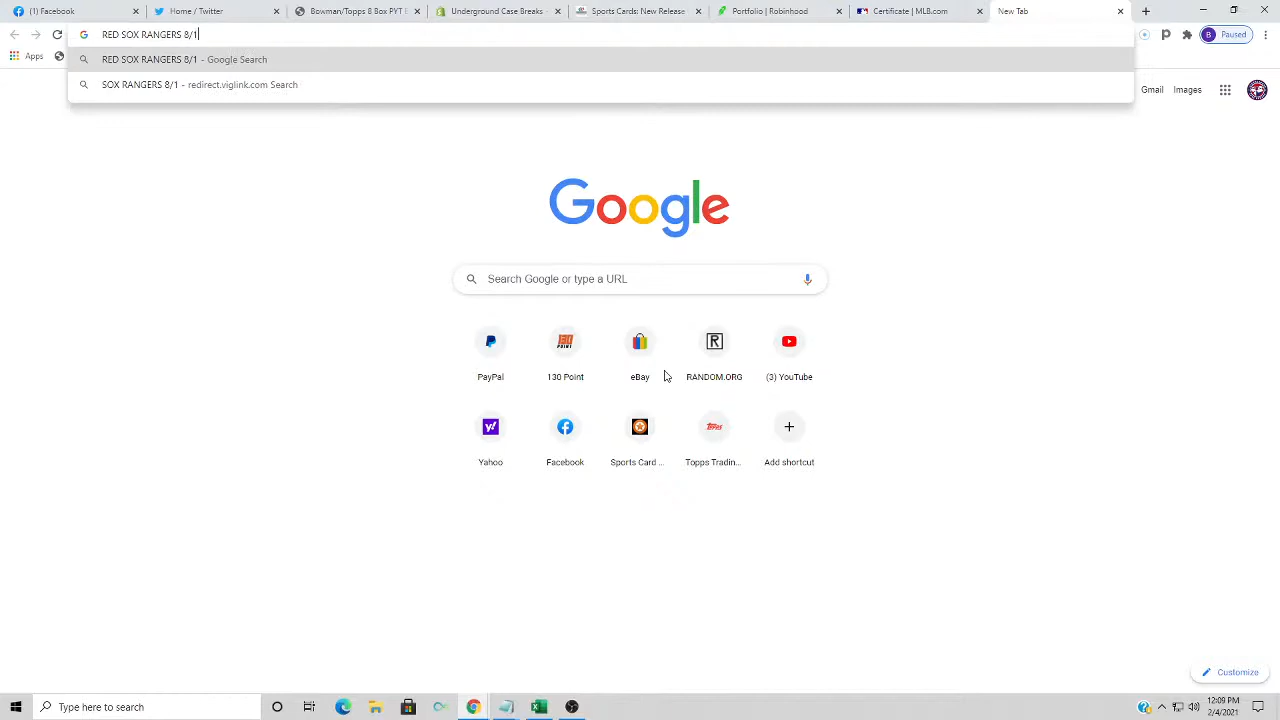 (1) Facebook
Home / Twitter
Bowman/Topps 8 Box PYT B
Underground Case Breaks -
Sports Cards: New Release
Portfolio | Robinhood
Certificate | MLB.com
New Tab
RED SOX RANGERS 8/1
B Paused
Apps
RED SOX RANGERS 8/1 - Google Search
SOX RANGERS 8/1 - redirect.viglink.com Search
Gmail Images
Google
Search Google or type a URL
PayPal 130 Point eBay RANDOM.ORG (3) YouTube
Yahoo Facebook Sports Card ... Topps Tradin... Add shortcut
Customize
Type here to search
12:09 PM
2/4/2021